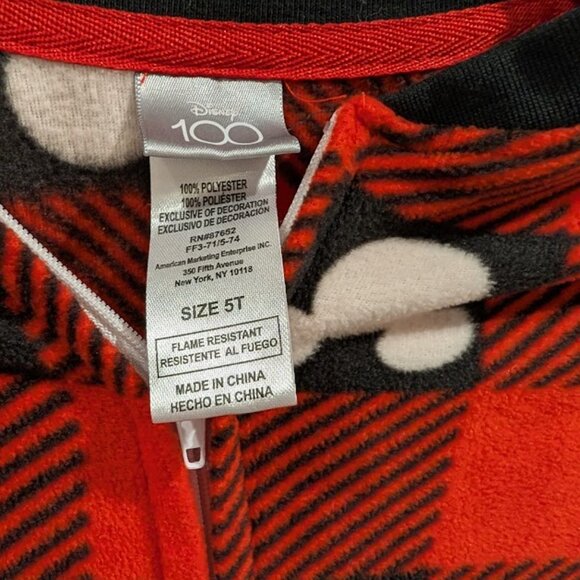 Disney
100
100% POLYESTER
100% POLIÉSTER
EXCLUSIVE OF DECORATION
EXCLUSIVO DE DECORACIÓN
RN#87652
FF3-71/5-74
American Marketing Enterprise INC.
350 Fifth Avenue
New York, NY 10118
SIZE 5T
FLAME RESISTANT
RESISTENTE AL FUEGO
MADE IN CHINA
HECHO EN CHINA